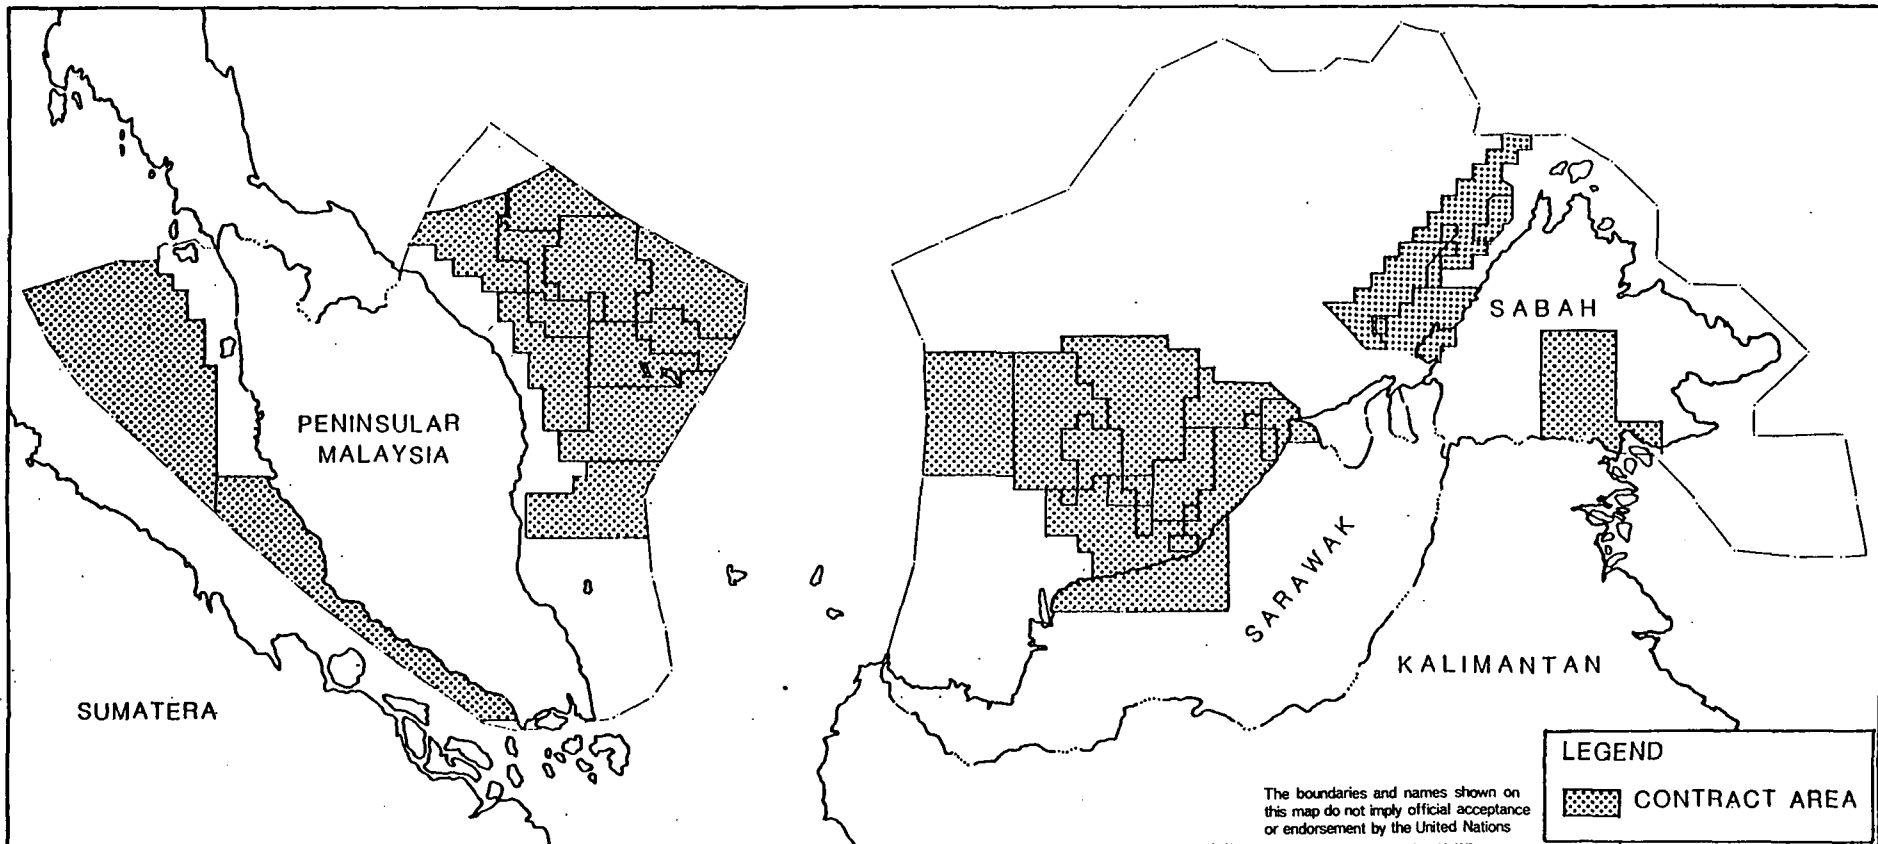 PENINSULAR
MALAYSIA
SUMATERA
SABAH
SARAWAK
KALIMANTAN
LEGEND
CONTRACT AREA
The boundaries and names shown on
this map do not imply official acceptance
or endorsement by the United Nations